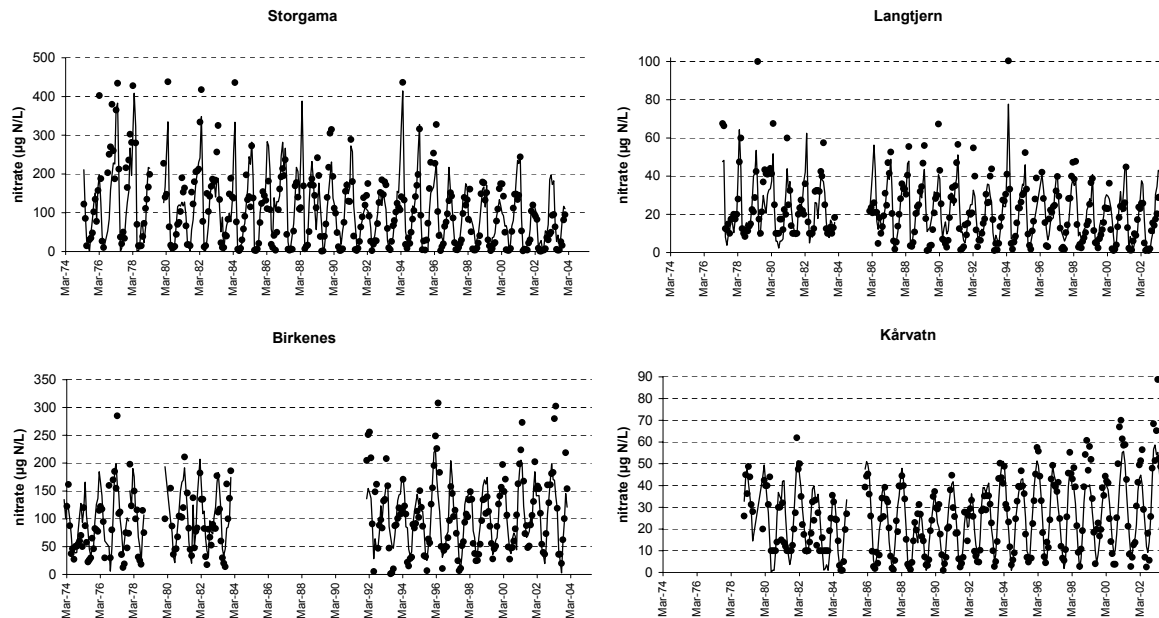 Storgama
nitrate (µg N/L)
500
400
300
200
100
0
Mar-74
Mar-76
Mar-78
Mar-80
Mar-82
Mar-84
Mar-86
Mar-88
Mar-90
Mar-92
Mar-94
Mar-96
Mar-98
Mar-00
Mar-02
Mar-04
Langtjern
nitrate (µg N/L)
100
80
60
40
20
0
Mar-74
Mar-76
Mar-78
Mar-80
Mar-82
Mar-84
Mar-86
Mar-88
Mar-90
Mar-92
Mar-94
Mar-96
Mar-98
Mar-00
Mar-02
Birkenes
nitrate (µg N/L)
350
300
250
200
150
100
50
0
Mar-74
Mar-76
Mar-78
Mar-80
Mar-82
Mar-84
Mar-86
Mar-88
Mar-90
Mar-92
Mar-94
Mar-96
Mar-98
Mar-00
Mar-02
Mar-04
Kårvatn
nitrate (µg N/L)
90
80
70
60
50
40
30
20
10
0
Mar-74
Mar-76
Mar-78
Mar-80
Mar-82
Mar-84
Mar-86
Mar-88
Mar-90
Mar-92
Mar-94
Mar-96
Mar-98
Mar-00
Mar-02